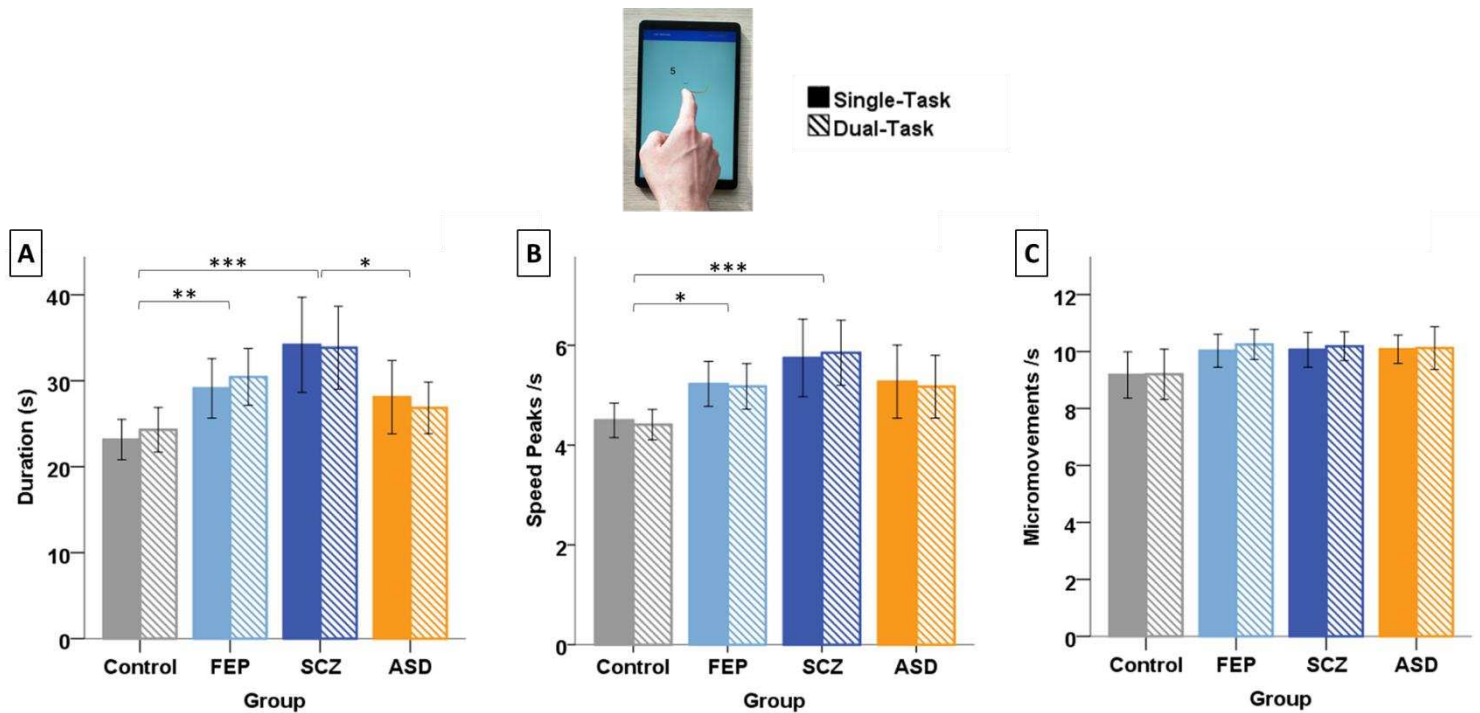 5
Single-Task
Dual-Task
A
***
*
**
Duration (s)
40
30
20
10
0
Control FEP SCZ ASD
Group
B
***
*
Speed Peaks /s
6
4
2
0
Control FEP SCZ ASD
Group
C
Micromovements /s
12
10
8
6
4
2
0
Control FEP SCZ ASD
Group